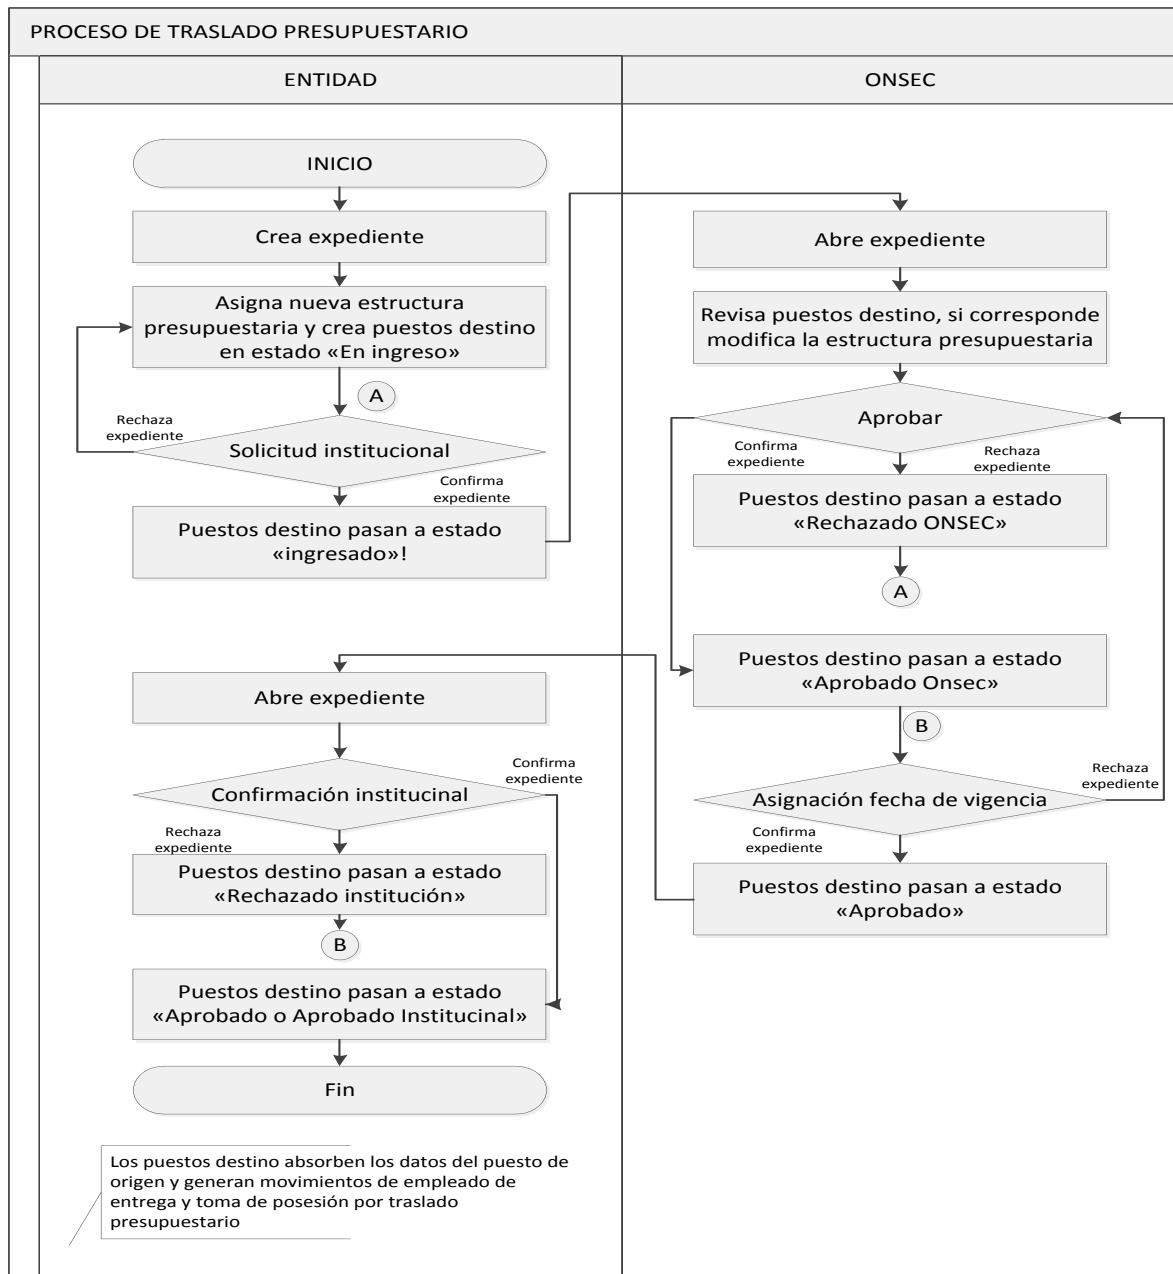 PROCESO DE TRASLADO PRESUPUESTARIO
ENTIDAD
ONSEC
INICIO
Crea expediente
Asigna nueva estructura
presupuestaria y crea puestos destino
en estado «En ingreso»
A
Rechaza
expediente
Solicitud institucional
Confirma
expediente
Puestos destino pasan a estado
«ingresado»!
Abre expediente
Revisa puestos destino, si corresponde
modifica la estructura presupuestaria
Aprobar
Confirma
expediente
Rechaza
expediente
Puestos destino pasan a estado
«Rechazado ONSEC»
A
Puestos destino pasan a estado
«Aprobado Onsec»
B
Rechaza
expediente
Asignación fecha de vigencia
Confirma
expediente
Puestos destino pasan a estado
«Aprobado»
Abre expediente
Confirma
expediente
Confirmación institucinal
Rechaza
expediente
Puestos destino pasan a estado
«Rechazado institución»
B
Puestos destino pasan a estado
«Aprobado o Aprobado Institucinal»
Fin
Los puestos destino absorben los datos del puesto de
origen y generan movimientos de empleado de
entrega y toma de posesión por traslado
presupuestario